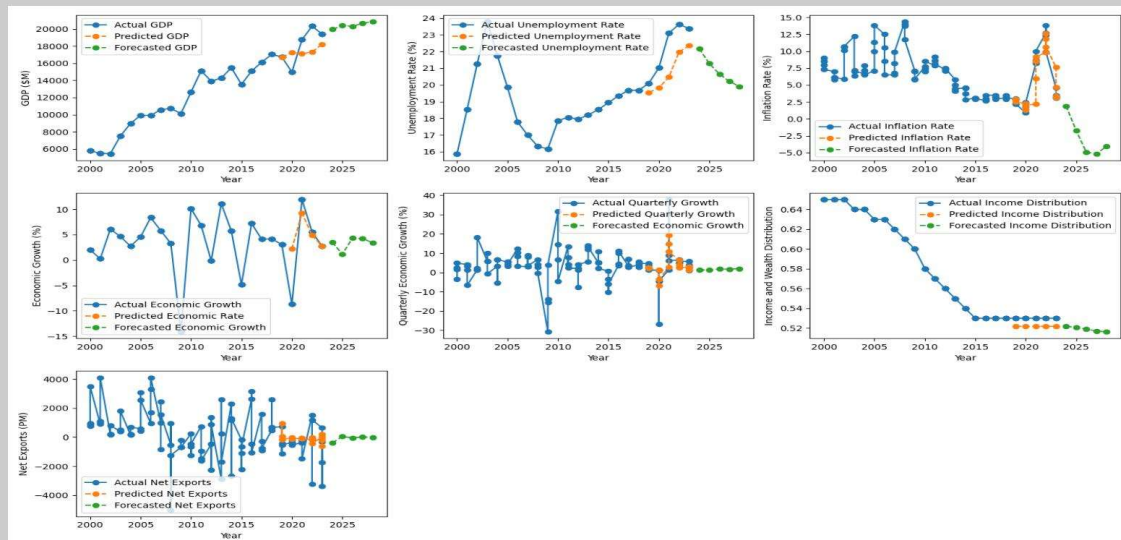 GDP ($M)
20000
18000
16000
14000
12000
10000
8000
6000
Actual GDP
Predicted GDP
Forecasted GDP
2000 2005 2010 2015 2020 2025
Year
Unemployment Rate (%)
24
23
22
21
20
19
18
17
16
Actual Unemployment Rate
Predicted Unemployment Rate
Forecasted Unemployment Rate
2000 2005 2010 2015 2020 2025
Year
Inflation Rate (%)
15.0
12.5
10.0
7.5
5.0
2.5
0.0
−2.5
−5.0
Actual Inflation Rate
Predicted Inflation Rate
Forecasted Inflation Rate
2000 2005 2010 2015 2020 2025
Year
Economic Growth (%)
10
5
0
−5
−10
−15
Actual Economic Growth
Predicted Economic Rate
Forecasted Economic Growth
2000 2005 2010 2015 2020 2025
Year
Quarterly Economic Growth (%)
40
30
20
10
0
−10
−20
−30
Actual Quarterly Growth
Predicted Quarterly Growth
Forecasted Economic Growth
2000 2005 2010 2015 2020 2025
Year
Income and Wealth Distribution
0.64
0.62
0.60
0.58
0.56
0.54
0.52
Actual Income Distribution
Predicted Income Distribution
Forecasted Income Distribution
2000 2005 2010 2015 2020 2025
Year
Net Exports (PM)
4000
2000
0
−2000
−4000
Actual Net Exports
Predicted Net Exports
Forecasted Net Exports
2000 2005 2010 2015 2020 2025
Year